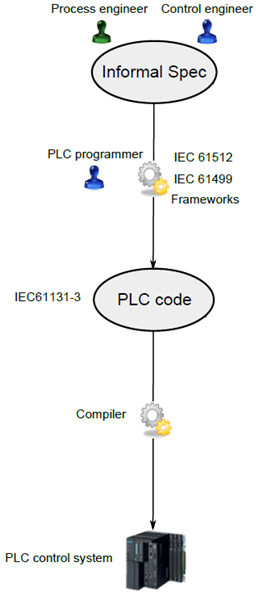 Process engineer
Control engineer
Informal Spec
PLC programmer
IEC 61512
IEC 61499
Frameworks
IEC61131-3
PLC code
Compiler
PLC control system